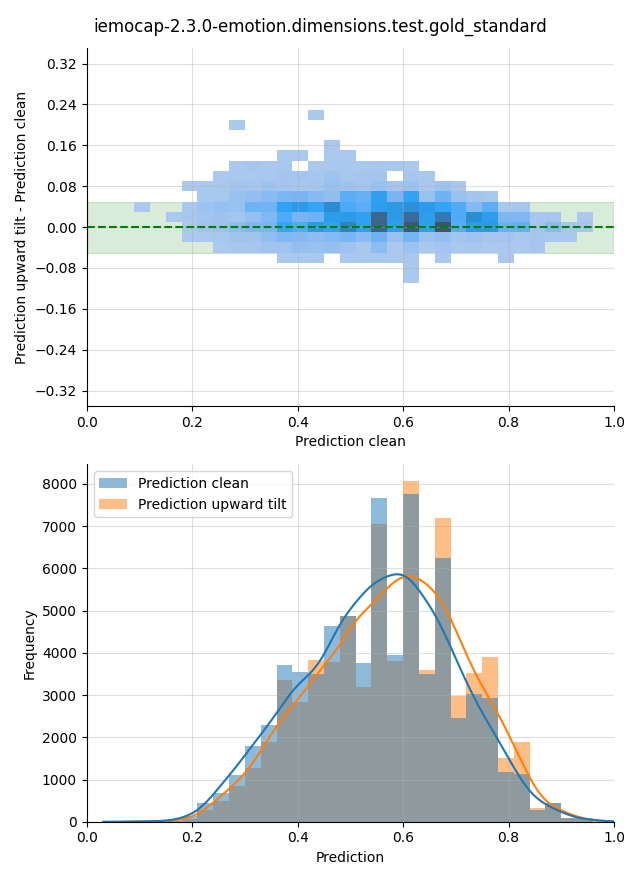 iemocap-2.3.0-emotion.dimensions.test.gold_standard
0.32
0.24
0.16
0.08
0.00
−0.08
−0.16
−0.24
−0.32
Prediction upward tilt - Prediction clean
0.0 0.2 0.4 0.6 0.8 1.0
Prediction clean
Prediction clean
Prediction upward tilt
8000
7000
6000
5000
4000
3000
2000
1000
0
Frequency
0.0 0.2 0.4 0.6 0.8 1.0
Prediction